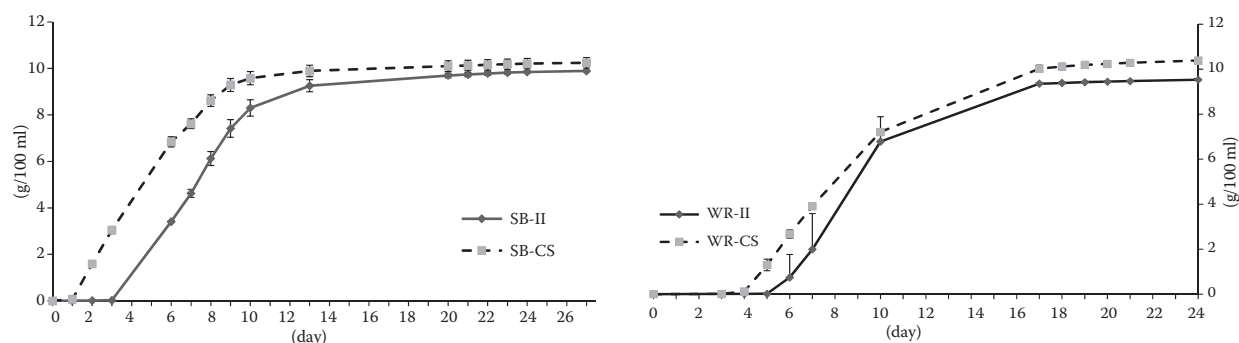 12
10
8
6
4
2
0
(g/100 ml)
SB-II
SB-CS
0 2 4 6 8 10 12 14 16 18 20 22 24 26
(day)
12
10
8
6
4
2
0
(g/100 ml)
WR-II
WR-CS
0 2 4 6 8 10 12 14 16 18 20 22 24
(day)